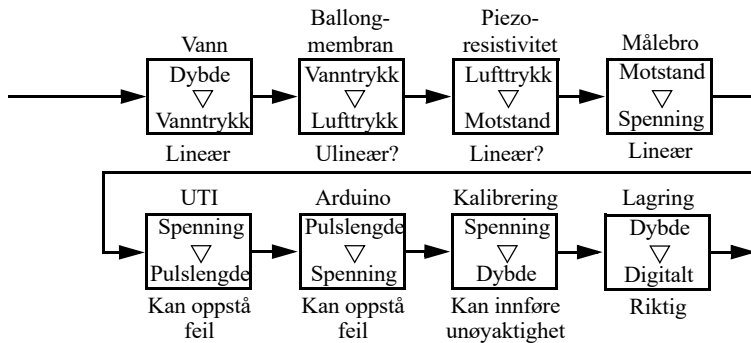 Vann
Ballong-
membran
Piezo-
resistivitet
Målebro
Dybde
Vanntrykk
Vanntrykk
Lufttrykk
Lufttrykk
Motstand
Motstand
Spenning
Lineær
Ulineær?
Lineær?
Lineær
UTI
Arduino
Kalibrering
Lagring
Spenning
Pulslengde
Pulslengde
Spenning
Spenning
Dybde
Dybde
Digitalt
Kan oppstå
feil
Kan oppstå
feil
Kan innføre
unøyaktighet
Riktig